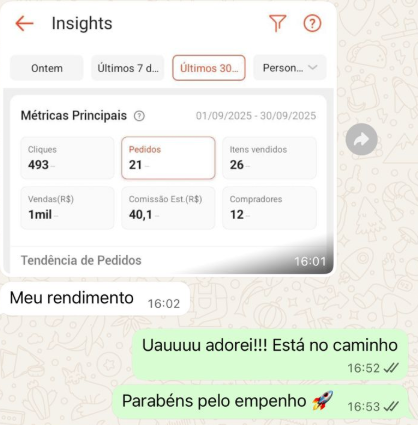 ← Insights
Ontem Últimos 7 d... Últimos 30... Person...
Métricas Principais 01/09/2025 - 30/09/2025
Cliques Pedidos Itens vendidos
493 -- 21 -- 26 --
Vendas(R$) Comissão Est.(R$) Compradores
1mil -- 40,1 -- 12 --
Tendência de Pedidos 16:01
Meu rendimento 16:02
Uauuuu adorei!!! Está no caminho
16:52
Parabéns pelo empenho 🚀 16:53